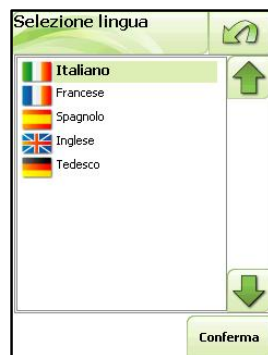 Selezione lingua
Italiano
Francese
Spagnolo
Inglese
Tedesco
Conferma